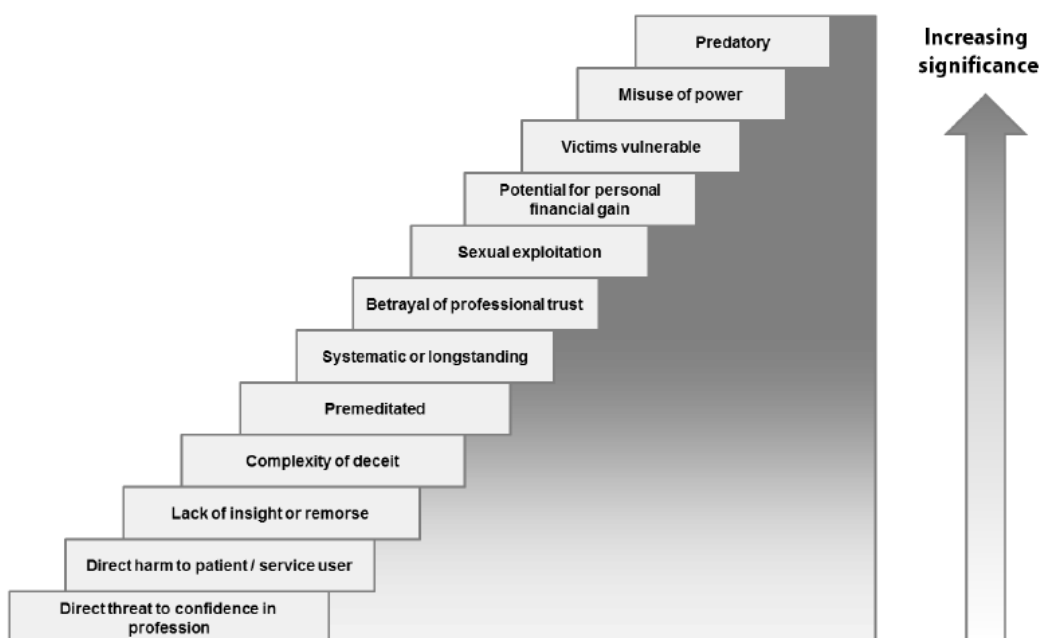 Increasing
significance
Predatory
Misuse of power
Victims vulnerable
Potential for personal
financial gain
Sexual exploitation
Betrayal of professional trust
Systematic or longstanding
Premeditated
Complexity of deceit
Lack of insight or remorse
Direct harm to patient / service user
Direct threat to confidence in
profession